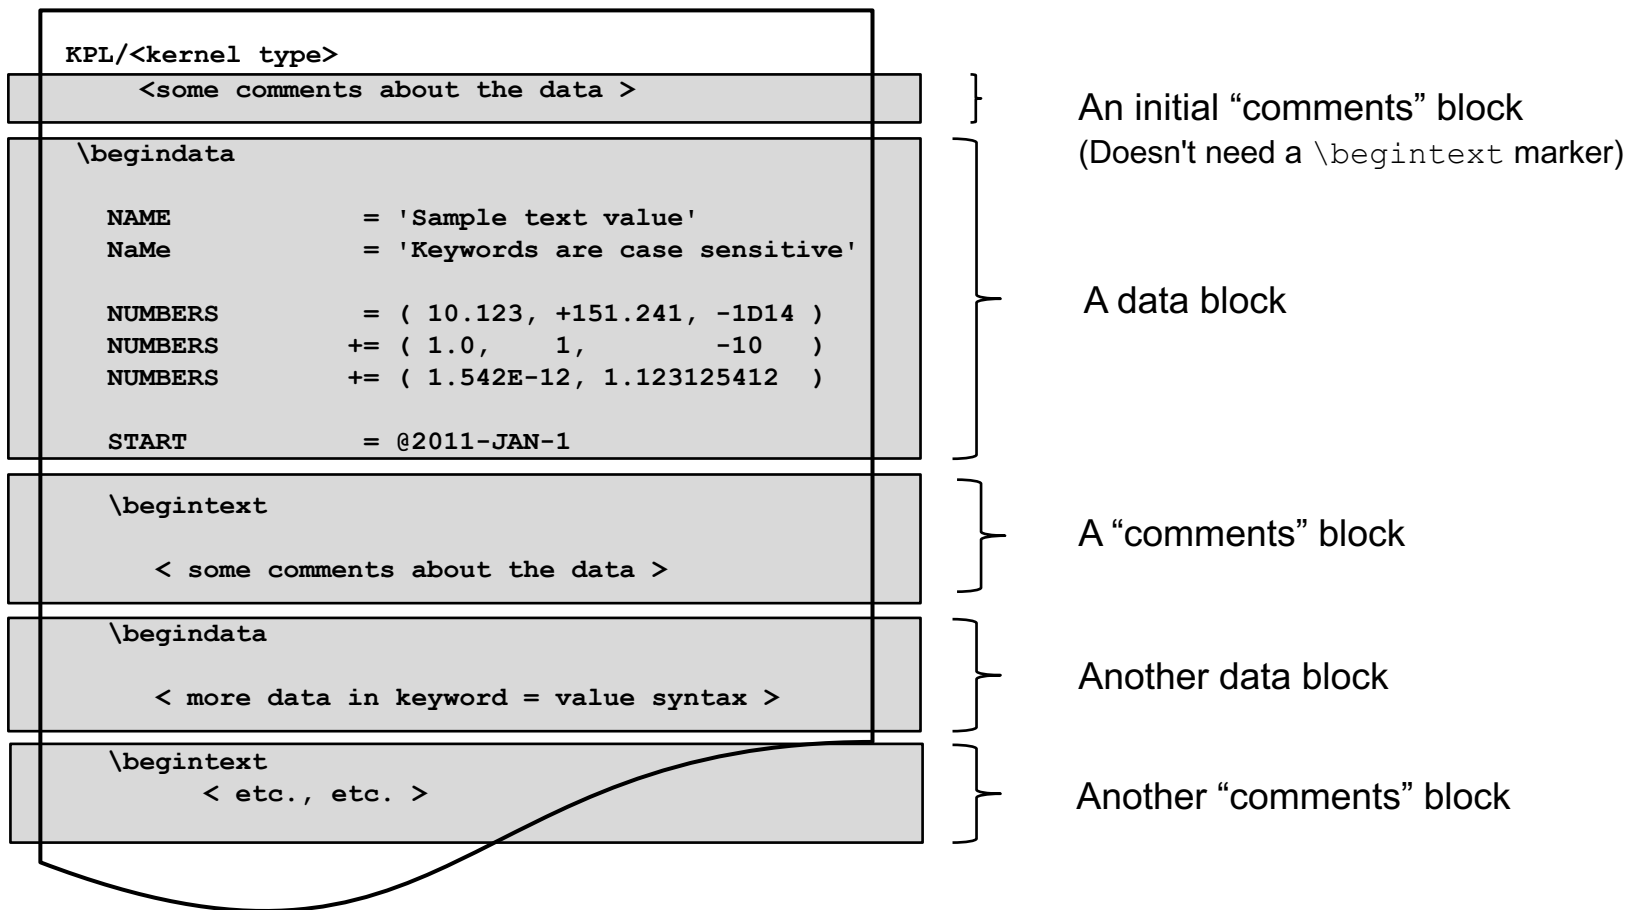 KPL/<kernel type>
<some comments about the data >
An initial “comments” block
(Doesn't need a \begintext marker)
\begindata
NAME = 'Sample text value'
NaMe = 'Keywords are case sensitive'
NUMBERS = ( 10.123, +151.241, -1D14 )
NUMBERS += ( 1.0, 1, -10 )
NUMBERS += ( 1.542E-12, 1.123125412 )
START = @2011-JAN-1
A data block
\begintext
< some comments about the data >
A “comments” block
\begindata
< more data in keyword = value syntax >
Another data block
\begintext
< etc., etc. >
Another “comments” block